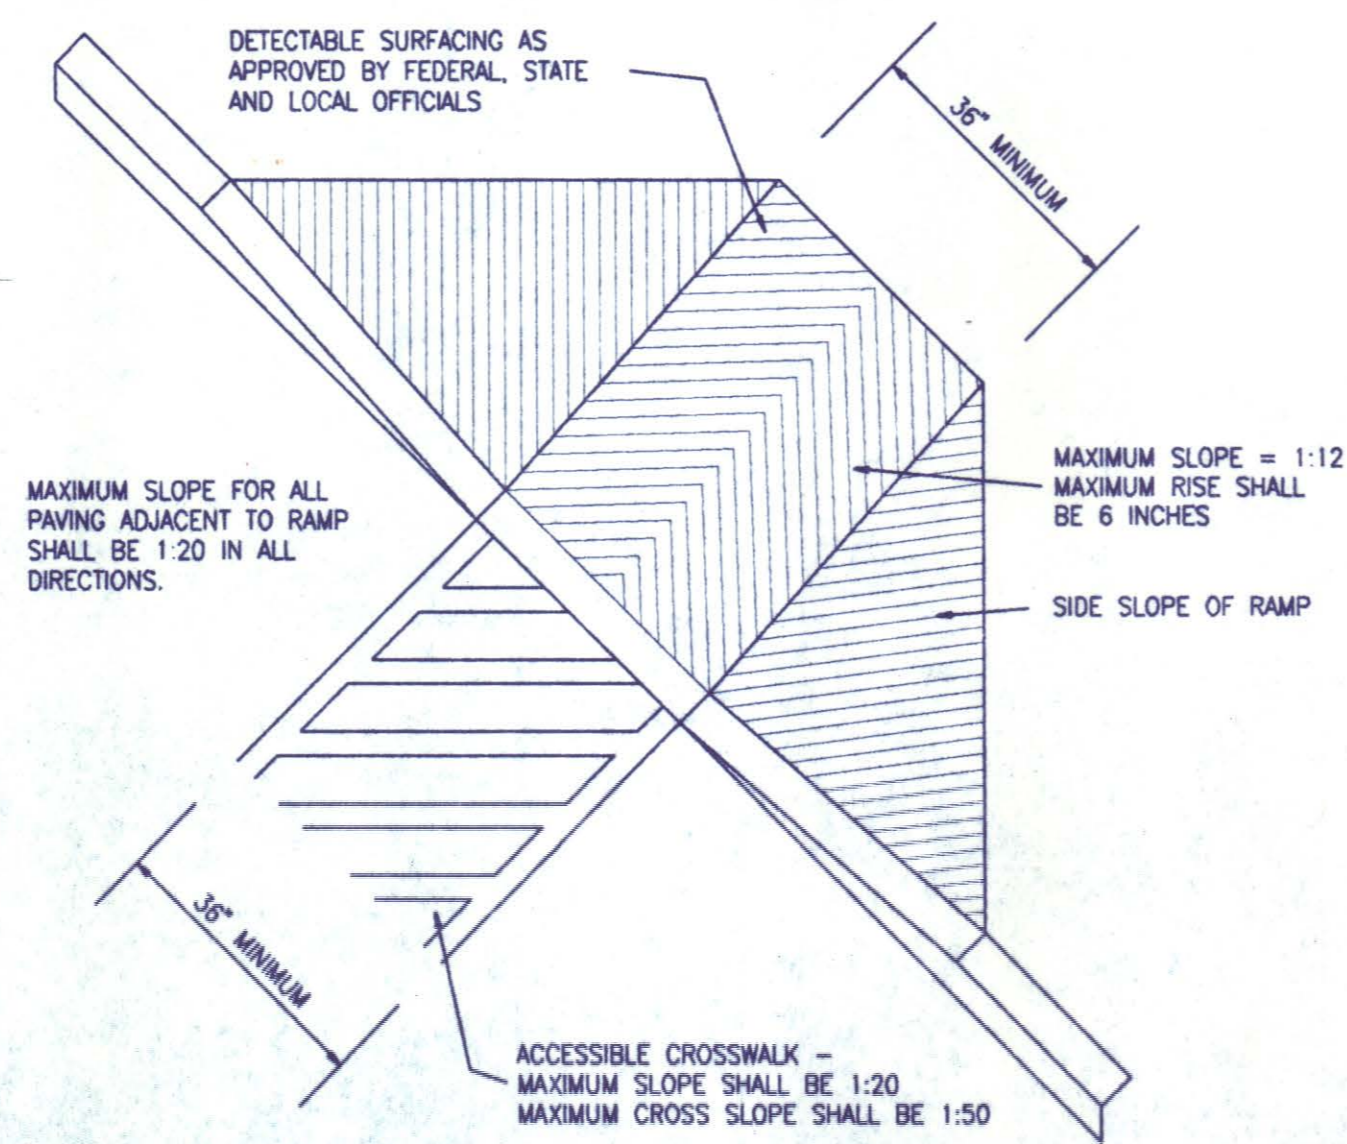 DETECTABLE SURFACING AS
APPROVED BY FEDERAL, STATE
AND LOCAL OFFICIALS
36" MINIMUM
MAXIMUM SLOPE = 1:12
MAXIMUM RISE SHALL
BE 6 INCHES
MAXIMUM SLOPE FOR ALL
PAVING ADJACENT TO RAMP
SHALL BE 1:20 IN ALL
DIRECTIONS.
SIDE SLOPE OF RAMP
36" MINIMUM
ACCESSIBLE CROSSWALK -
MAXIMUM SLOPE SHALL BE 1:20
MAXIMUM CROSS SLOPE SHALL BE 1:50